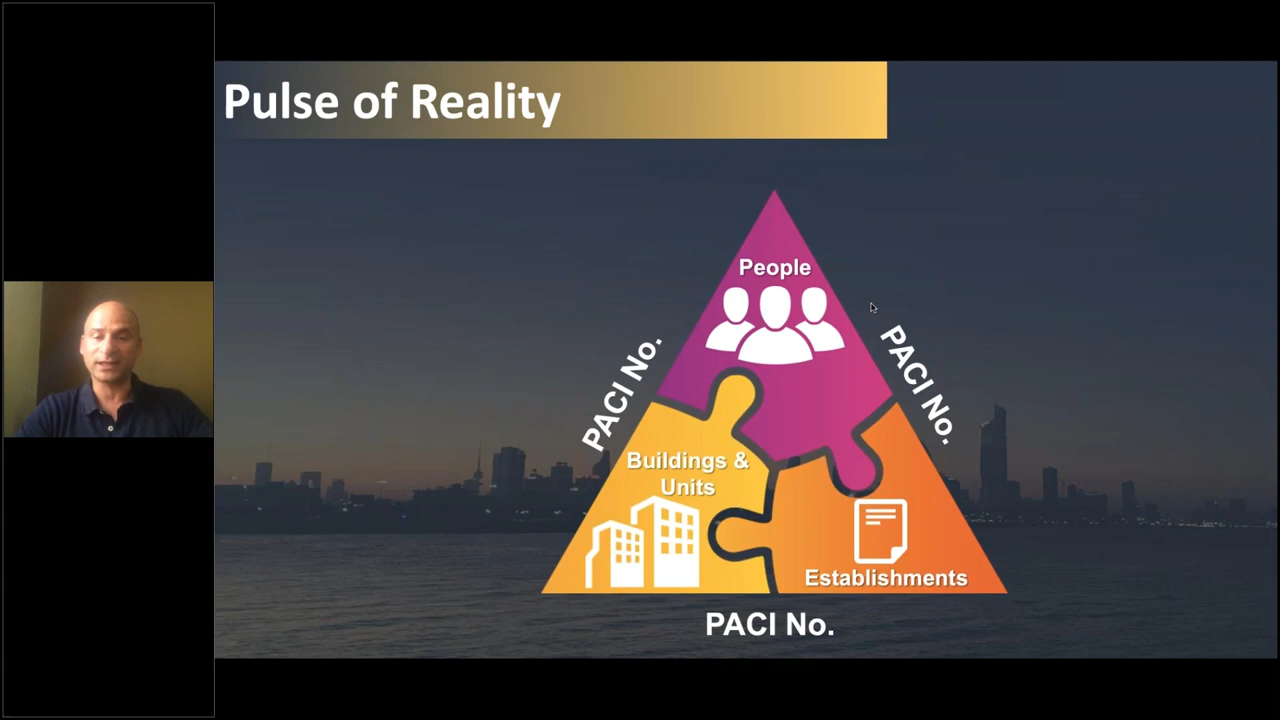 Pulse of Reality
People
PACI No.
PACI No.
Buildings &
Units
Establishments
PACI No.